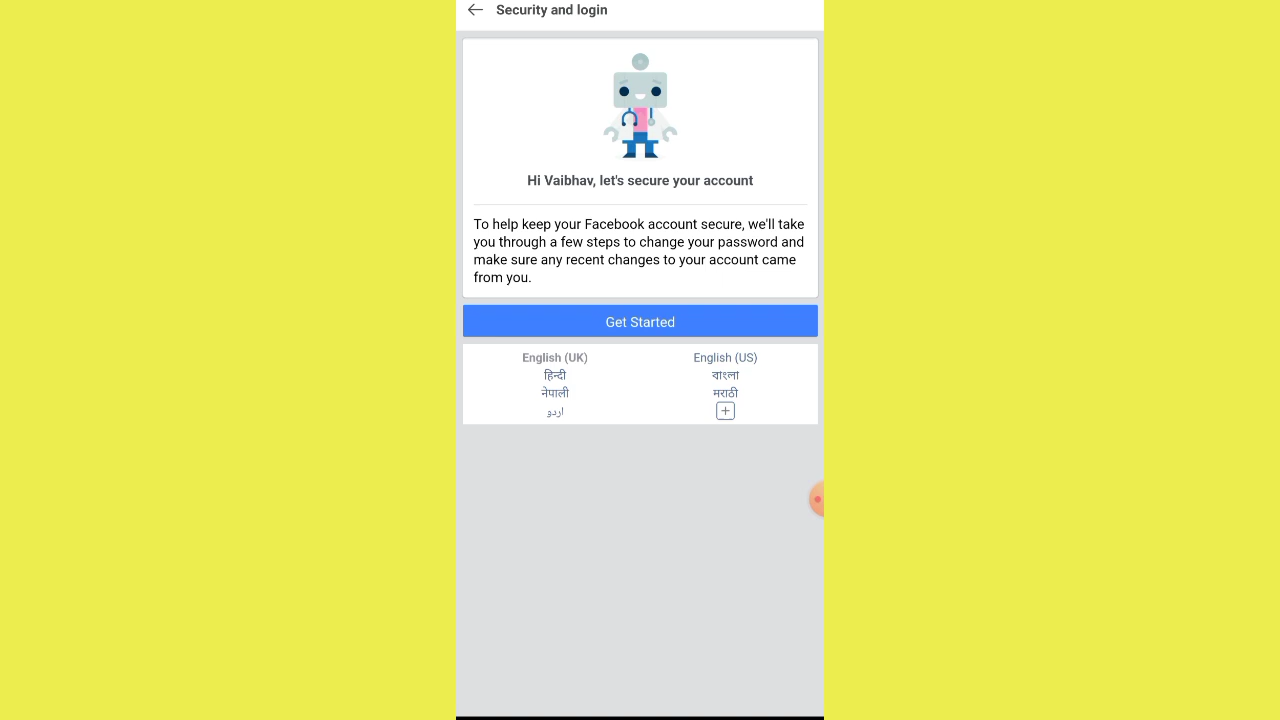 Security and login
Hi Vaibhav, let's secure your account
To help keep your Facebook account secure, we'll take
you through a few steps to change your password and
make sure any recent changes to your account came
from you.
Get Started
English (UK)
English (US)
हिन्दी
বাংলা
नेपाली
मराठी
اردو